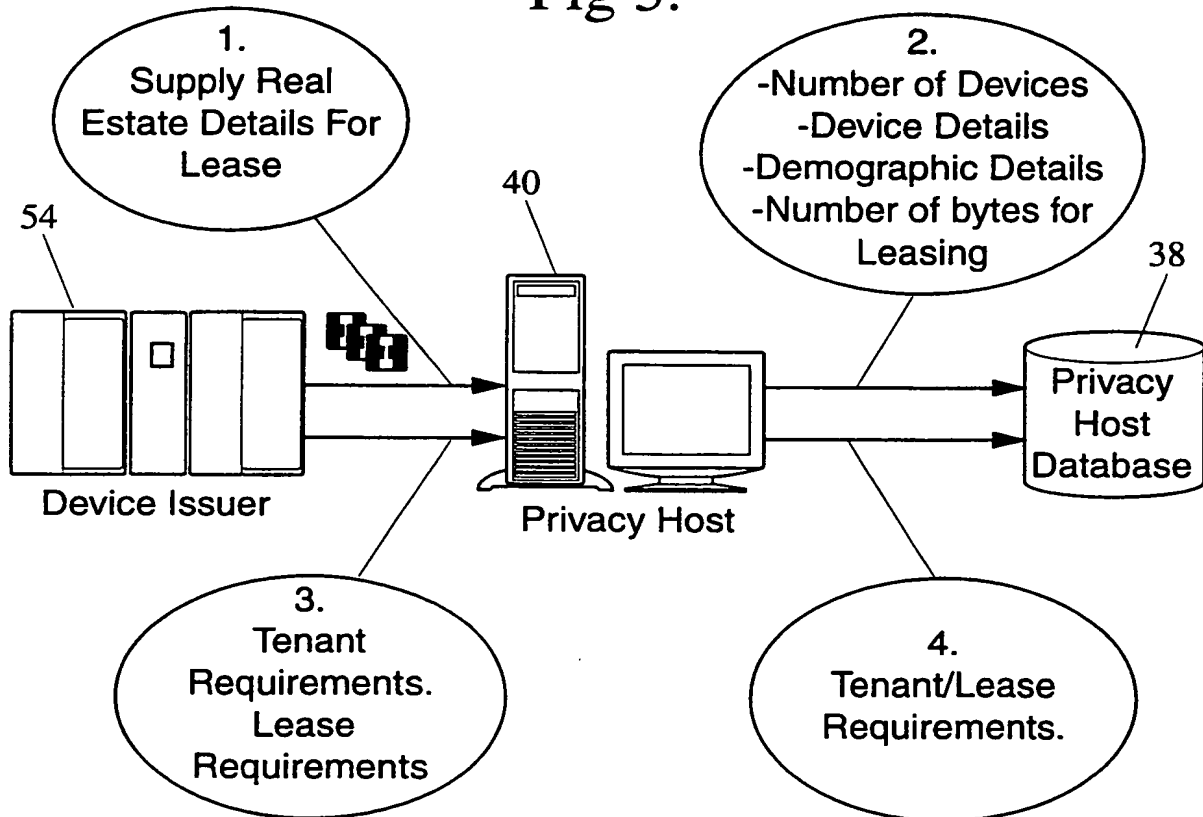 Fig 5.
1.
Supply Real
Estate Details For
Lease
2.
-Number of Devices
-Device Details
-Demographic Details
-Number of bytes for
Leasing
54
40
38
Device Issuer
Privacy Host
Privacy
Host
Database
3.
Tenant
Requirements.
Lease
Requirements
4.
Tenant/Lease
Requirements.